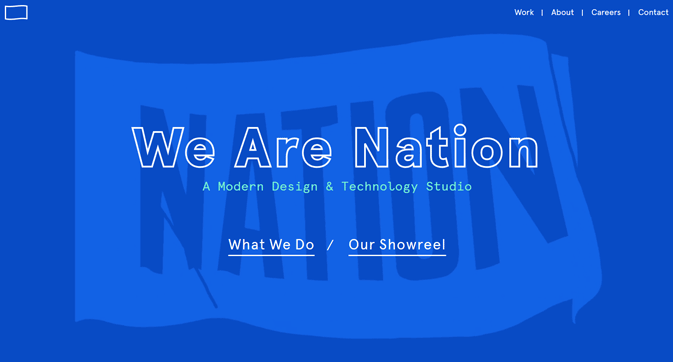 Work | About | Careers | Contact
NATION
We Are Nation
A Modern Design & Technology Studio
What We Do / Our Showreel